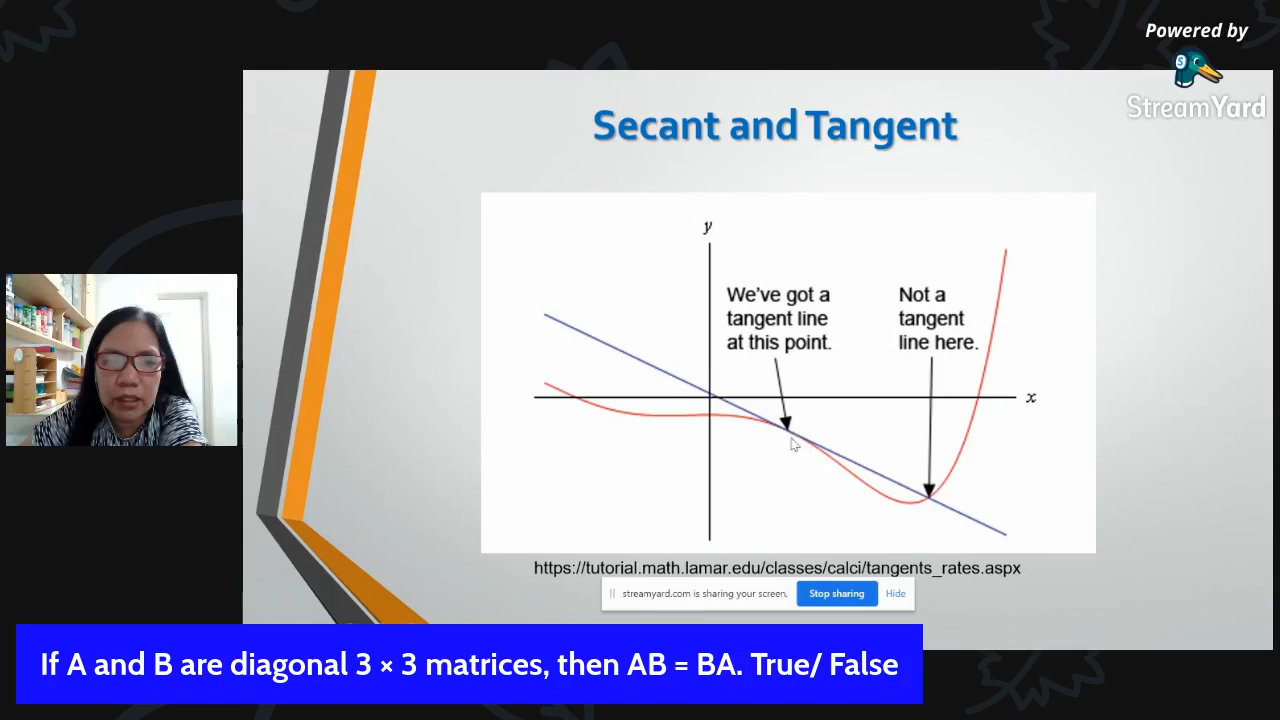 Powered by
StreamYard
Secant and Tangent
y
We've got a
tangent line
at this point.
Not a
tangent
line here.
x
https://tutorial.math.lamar.edu/classes/calci/tangents_rates.aspx
streamyard.com is sharing your screen.
Stop sharing
Hide
If A and B are diagonal 3 × 3 matrices, then AB = BA. True/ False